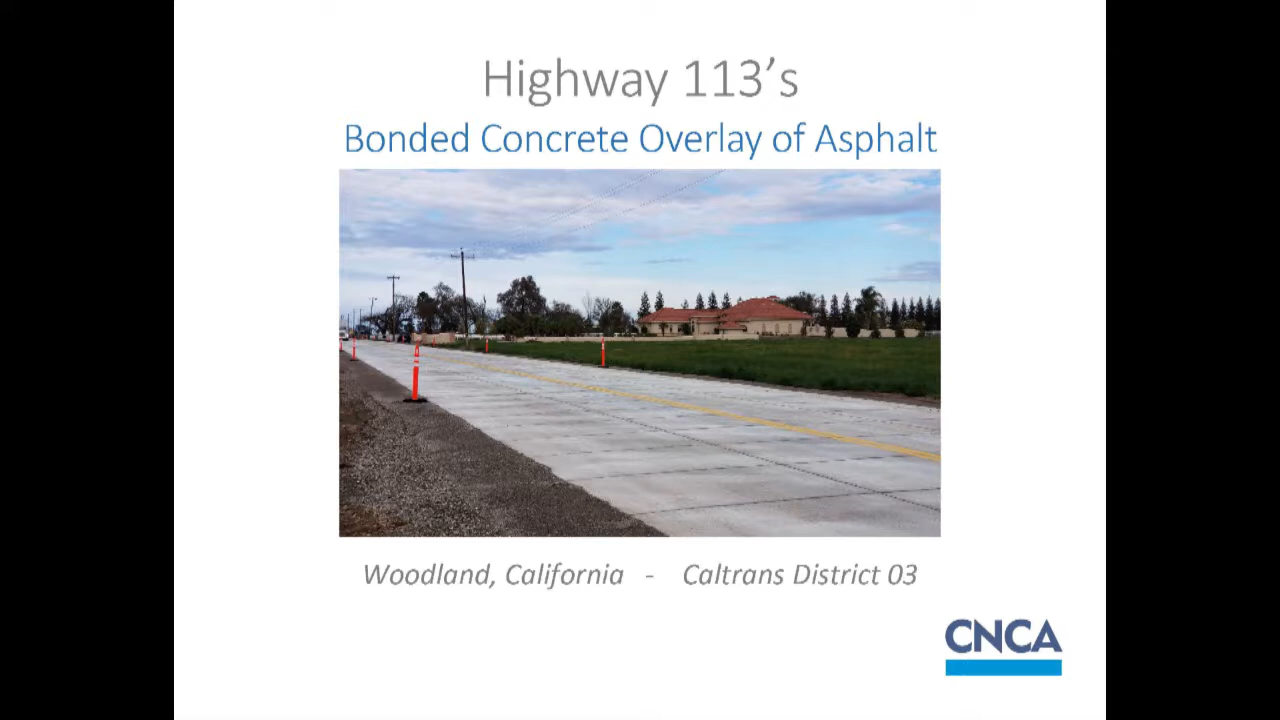 Highway 113’s
Bonded Concrete Overlay of Asphalt
Woodland, California - Caltrans District 03
CNCA